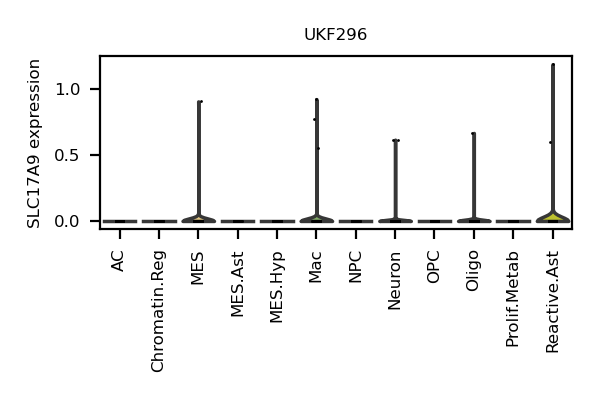 UKF296
SLC17A9 expression
1.0
0.5
0.0
AC
Chromatin.Reg
MES
MES.Ast
MES.Hyp
Mac
NPC
Neuron
OPC
Oligo
Prolif.Metab
Reactive.Ast